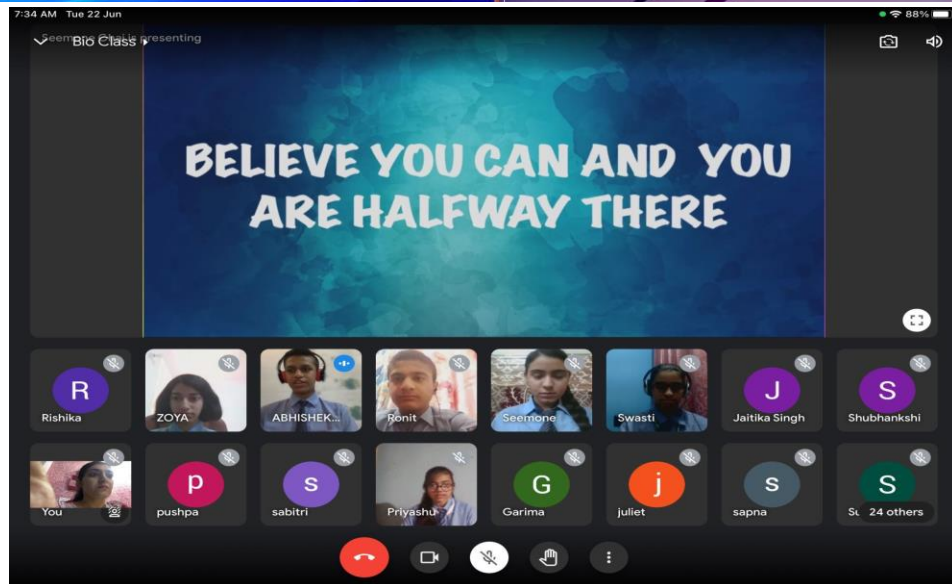 7:34 AM Tue 22 Jun
88%
Bio Class
presenting
BELIEVE YOU CAN AND YOU
ARE HALFWAY THERE
R
J
S
Rishika
ZOYA
ABHISHEK...
Ronit
Seemone
Swasti
Jaitika Singh
Shubhankshi
p
s
G
j
s
S
You
pushpa
sabitri
Priyashu
Garima
juliet
sapna
24 others